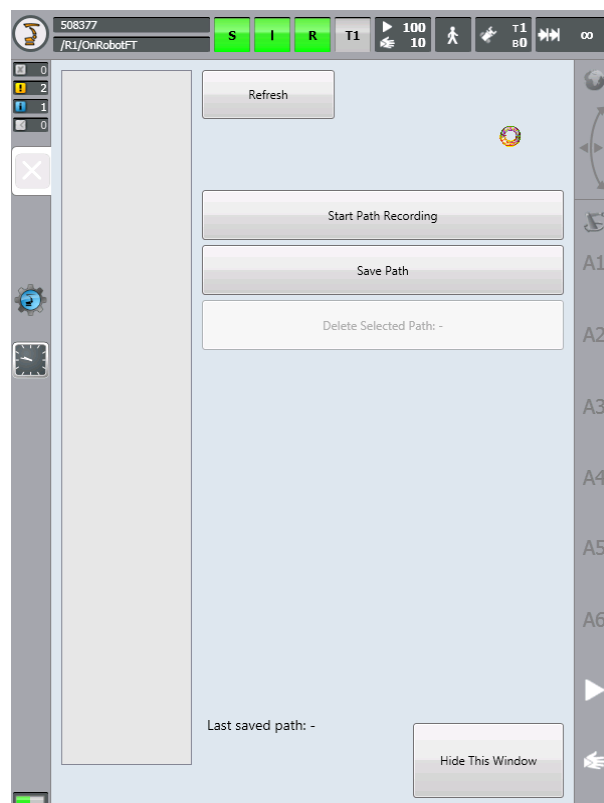 508377
/R1/OnRobotFT
S I R T1 100 10 T1 B0 ∞
0
2
1
0
Refresh
Start Path Recording
Save Path
Delete Selected Path: -
A1
A2
A3
A4
A5
A6
Last saved path: -
Hide This Window